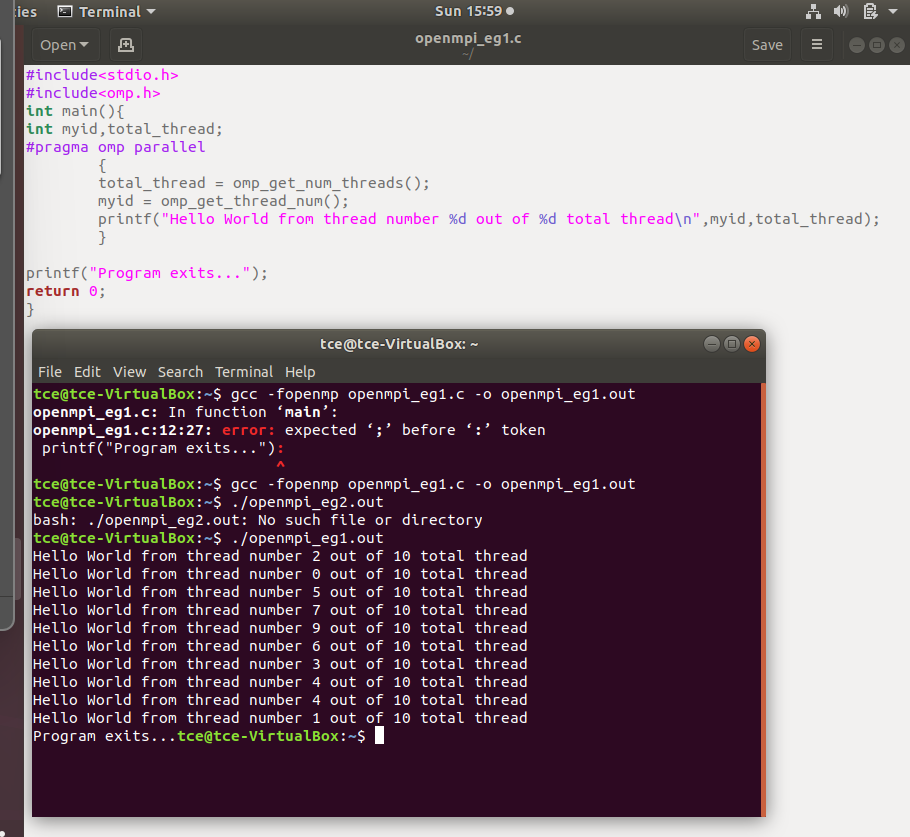 ies Terminal Sun 15:59
Open openmpi_eg1.c Save
~/
#include<stdio.h>
#include<omp.h>
int main(){
int myid,total_thread;
#pragma omp parallel
{
total_thread = omp_get_num_threads();
myid = omp_get_thread_num();
printf("Hello World from thread number %d out of %d total thread\n",myid,total_thread);
}
printf("Program exits...");
return 0;
}
tce@tce-VirtualBox: ~
File Edit View Search Terminal Help
tce@tce-VirtualBox:~$ gcc -fopenmp openmpi_eg1.c -o openmpi_eg1.out
openmpi_eg1.c: In function ‘main’:
openmpi_eg1.c:12:27: error: expected ‘;’ before ‘:’ token
printf("Program exits..."):
^
tce@tce-VirtualBox:~$ gcc -fopenmp openmpi_eg1.c -o openmpi_eg1.out
tce@tce-VirtualBox:~$ ./openmpi_eg2.out
bash: ./openmpi_eg2.out: No such file or directory
tce@tce-VirtualBox:~$ ./openmpi_eg1.out
Hello World from thread number 2 out of 10 total thread
Hello World from thread number 0 out of 10 total thread
Hello World from thread number 5 out of 10 total thread
Hello World from thread number 7 out of 10 total thread
Hello World from thread number 9 out of 10 total thread
Hello World from thread number 6 out of 10 total thread
Hello World from thread number 3 out of 10 total thread
Hello World from thread number 4 out of 10 total thread
Hello World from thread number 4 out of 10 total thread
Hello World from thread number 1 out of 10 total thread
Program exits...tce@tce-VirtualBox:~$